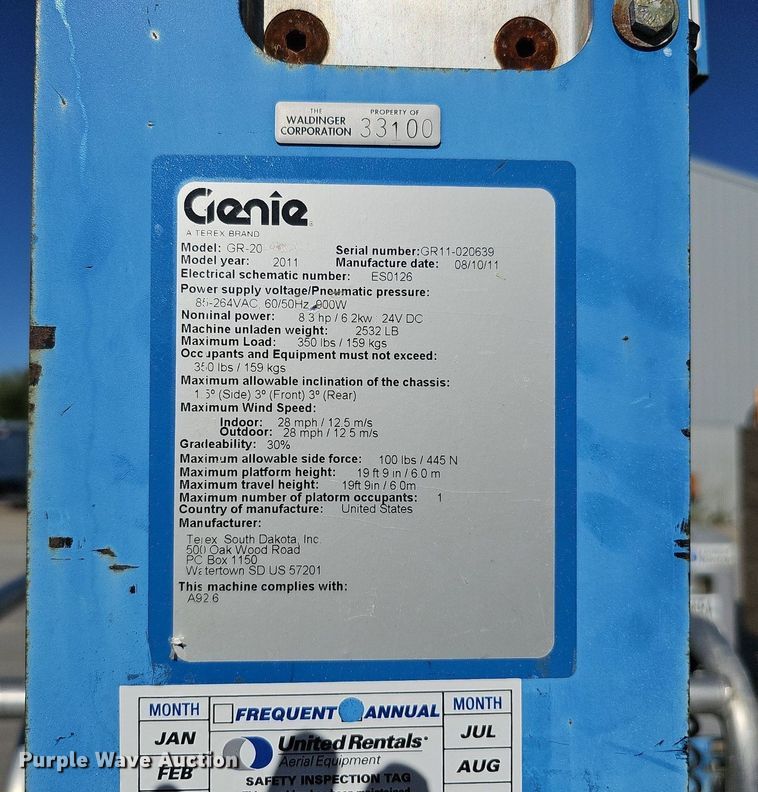 THE
WALDINGER
CORPORATION
PROPERTY OF
33100
Genie
A TEREX BRAND
Model: GR-20 Serial number: GR11-020639
Model year: 2011 Manufacture date: 08/10/11
Electrical schematic number: ES0126
Power supply voltage/Pneumatic pressure:
85-264VAC 60/50Hz 900W
Nominal power: 8.3 hp / 6.2kw 24V DC
Machine unladen weight: 2532 LB
Maximum Load: 350 lbs / 159 kgs
Occupants and Equipment must not exceed:
350 lbs / 159 kgs
Maximum allowable inclination of the chassis:
1.5° (Side) 3° (Front) 3° (Rear)
Maximum Wind Speed:
Indoor: 28 mph / 12.5 m/s
Outdoor: 28 mph / 12.5 m/s
Gradeability: 30%
Maximum allowable side force: 100 lbs / 445 N
Maximum platform height: 19 ft 9 in / 6.0 m
Maximum travel height: 19ft 9in / 6.0m
Maximum number of platorm occupants: 1
Country of manufacture: United States
Manufacturer:
Terex South Dakota, Inc.
500 Oak Wood Road
PO Box 1150
Watertown SD US 57201
This machine complies with:
A92.6
MONTH FREQUENT ANNUAL MONTH
JAN United Rentals JUL
Aerial Equipment
FEB SAFETY INSPECTION TAG AUG
Purple Wave Auction